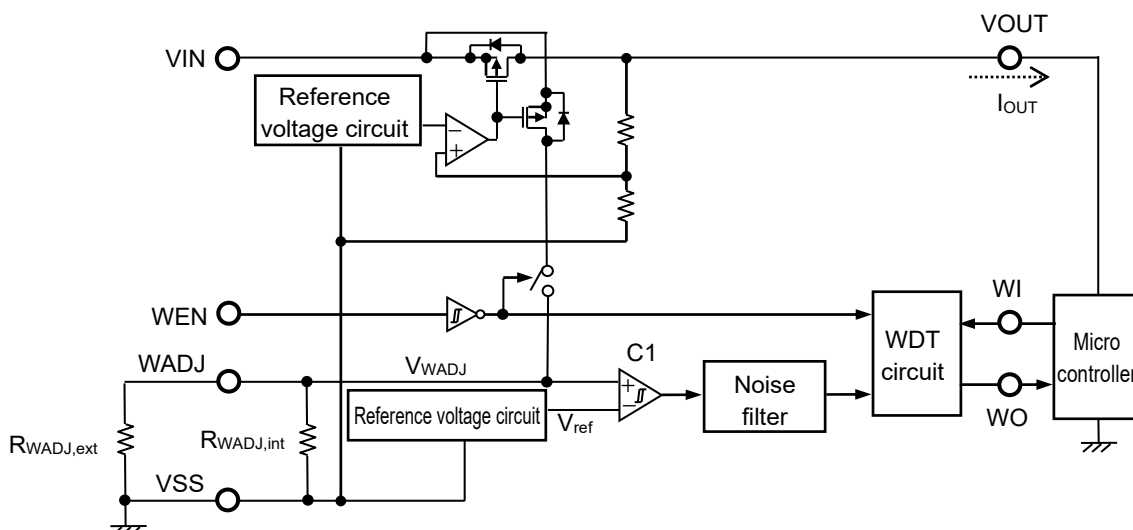 VOUT
VIN
Reference
voltage circuit
IOUT
−
+
WEN
WI
WDT
circuit
Micro
controller
WADJ
VWADJ
C1
+
−
Noise
filter
WO
Reference voltage circuit
Vref
RWADJ,ext
RWADJ,int
VSS